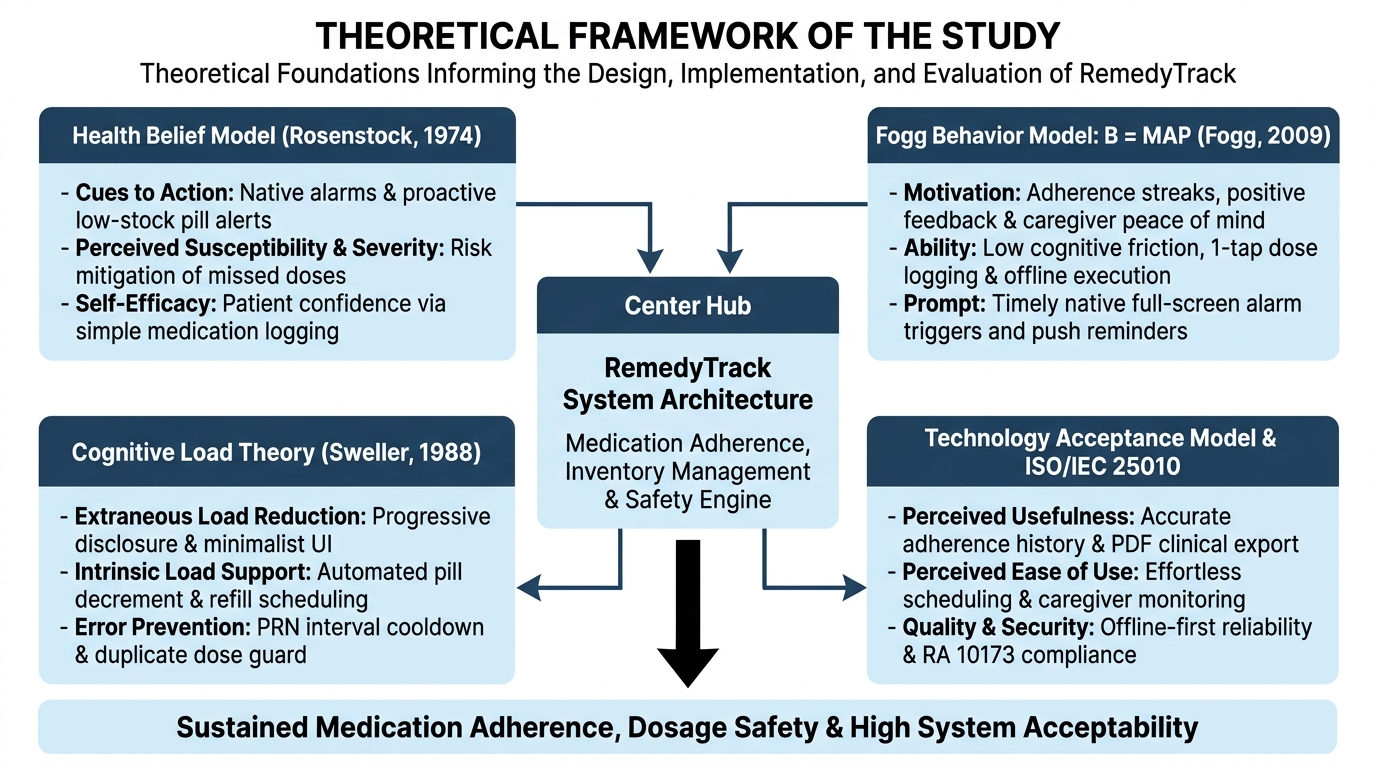 THEORETICAL FRAMEWORK OF THE STUDY
Theoretical Foundations Informing the Design, Implementation, and Evaluation of RemedyTrack
Health Belief Model (Rosenstock, 1974)
- Cues to Action: Native alarms & proactive
low-stock pill alerts
- Perceived Susceptibility & Severity: Risk
mitigation of missed doses
- Self-Efficacy: Patient confidence via
simple medication logging
Fogg Behavior Model: B = MAP (Fogg, 2009)
- Motivation: Adherence streaks, positive
feedback & caregiver peace of mind
- Ability: Low cognitive friction, 1-tap dose
logging & offline execution
- Prompt: Timely native full-screen alarm
triggers and push reminders
Center Hub
RemedyTrack
System Architecture
Medication Adherence,
Inventory Management
& Safety Engine
Cognitive Load Theory (Sweller, 1988)
- Extraneous Load Reduction: Progressive
disclosure & minimalist UI
- Intrinsic Load Support: Automated pill
decrement & refill scheduling
- Error Prevention: PRN interval cooldown
& duplicate dose guard
Technology Acceptance Model &
ISO/IEC 25010
- Perceived Usefulness: Accurate
adherence history & PDF clinical export
- Perceived Ease of Use: Effortless
scheduling & caregiver monitoring
- Quality & Security: Offline-first reliability
& RA 10173 compliance
Sustained Medication Adherence, Dosage Safety & High System Acceptability